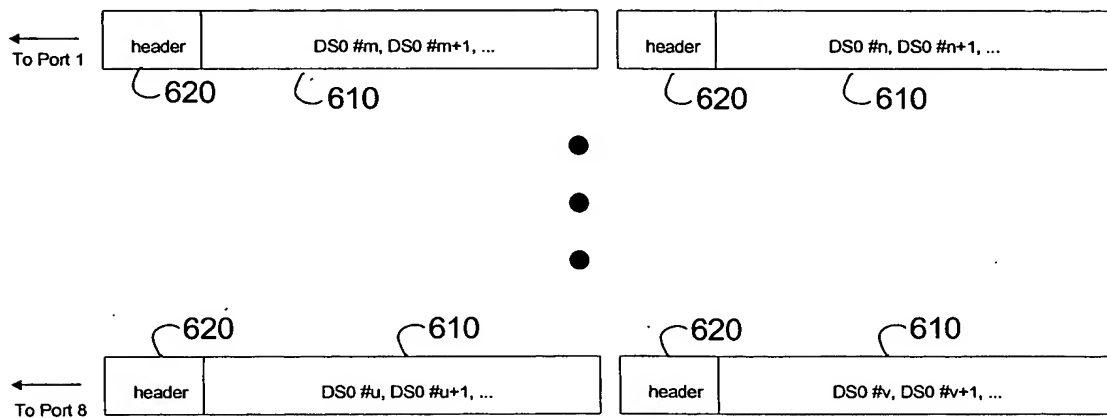 header DS0 #m, DS0 #m+1, ... header DS0 #n, DS0 #n+1, ...
To Port 1
620 610 620 610
620 610 620 610
header DS0 #u, DS0 #u+1, ... header DS0 #v, DS0 #v+1, ...
To Port 8